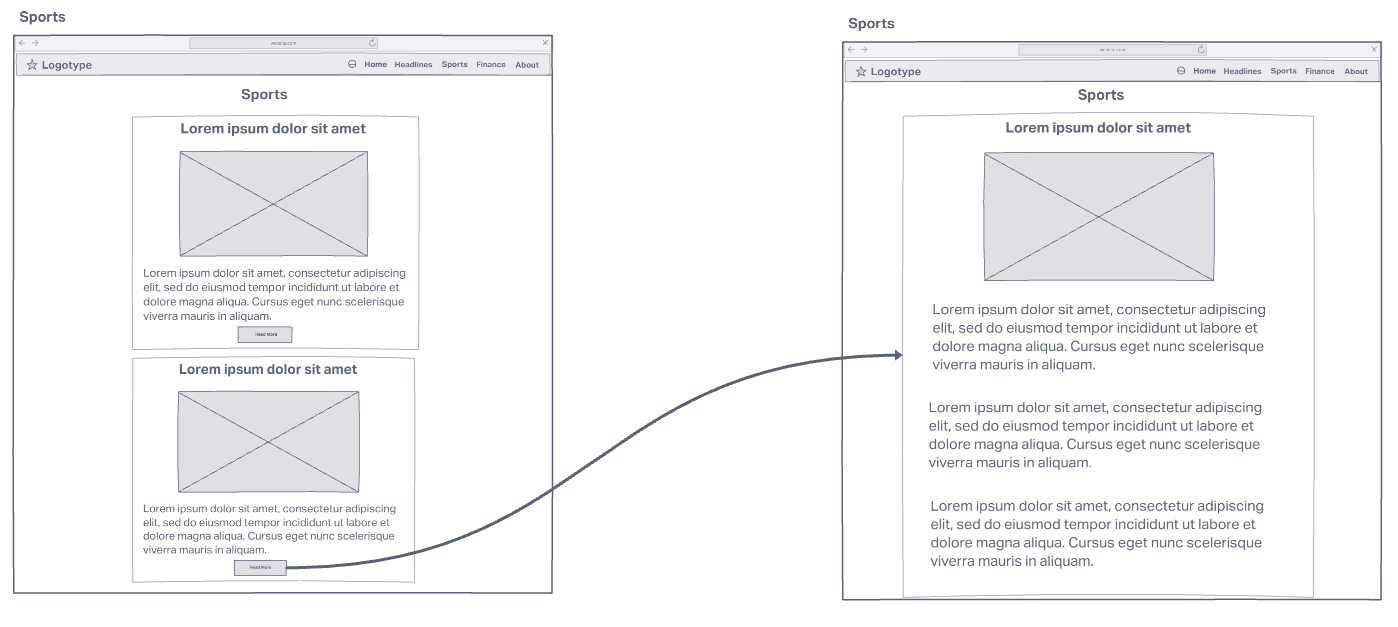 Sports
website.com
Logotype
Home Headlines Sports Finance About
Sports
Lorem ipsum dolor sit amet
Lorem ipsum dolor sit amet, consectetur adipiscing
elit, sed do eiusmod tempor incididunt ut labore et
dolore magna aliqua. Cursus eget nunc scelerisque
viverra mauris in aliquam.
Read More
Lorem ipsum dolor sit amet
Lorem ipsum dolor sit amet, consectetur adipiscing
elit, sed do eiusmod tempor incididunt ut labore et
dolore magna aliqua. Cursus eget nunc scelerisque
viverra mauris in aliquam.
Read More
Sports
website.com
Logotype
Home Headlines Sports Finance About
Sports
Lorem ipsum dolor sit amet
Lorem ipsum dolor sit amet, consectetur adipiscing
elit, sed do eiusmod tempor incididunt ut labore et
dolore magna aliqua. Cursus eget nunc scelerisque
viverra mauris in aliquam.
Lorem ipsum dolor sit amet, consectetur adipiscing
elit, sed do eiusmod tempor incididunt ut labore et
dolore magna aliqua. Cursus eget nunc scelerisque
viverra mauris in aliquam.
Lorem ipsum dolor sit amet, consectetur adipiscing
elit, sed do eiusmod tempor incididunt ut labore et
dolore magna aliqua. Cursus eget nunc scelerisque
viverra mauris in aliquam.